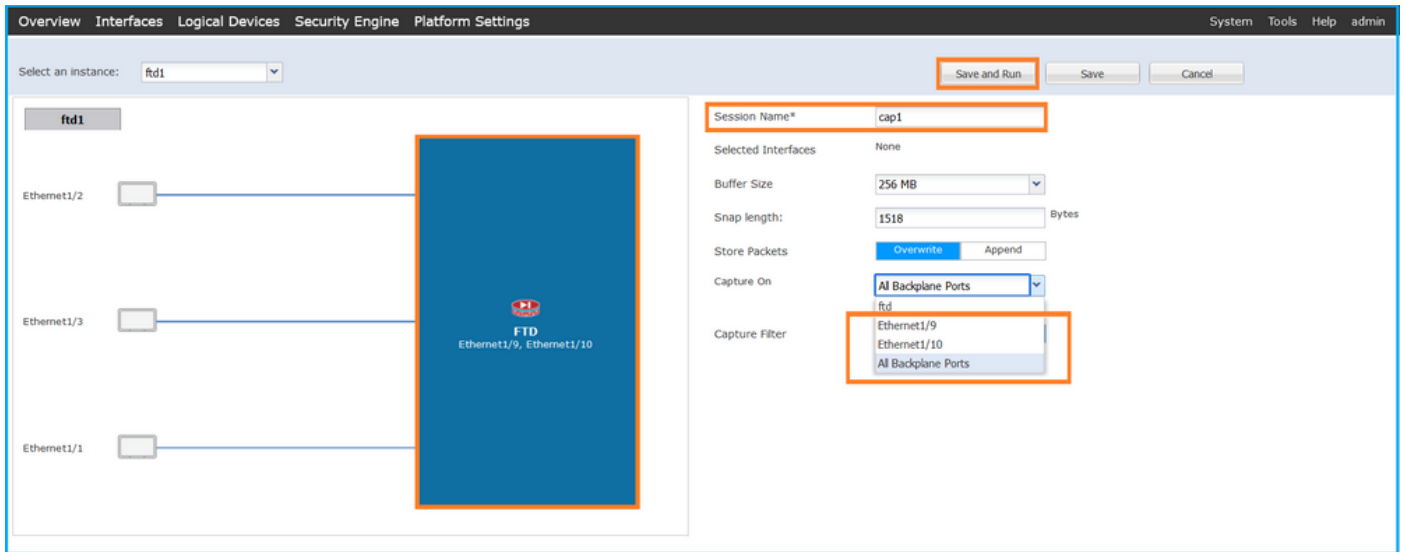 Overview Interfaces Logical Devices Security Engine Platform Settings System Tools Help admin
Select an instance: ftd1 Save and Run Save Cancel
ftd1
Ethernet1/2
Ethernet1/3
Ethernet1/1
FTD
Ethernet1/9, Ethernet1/10
Session Name* cap1
Selected Interfaces None
Buffer Size 256 MB
Snap length: 1518 Bytes
Store Packets Overwrite Append
Capture On All Backplane Ports
ftd
Ethernet1/9
Capture Filter
Ethernet1/10
All Backplane Ports